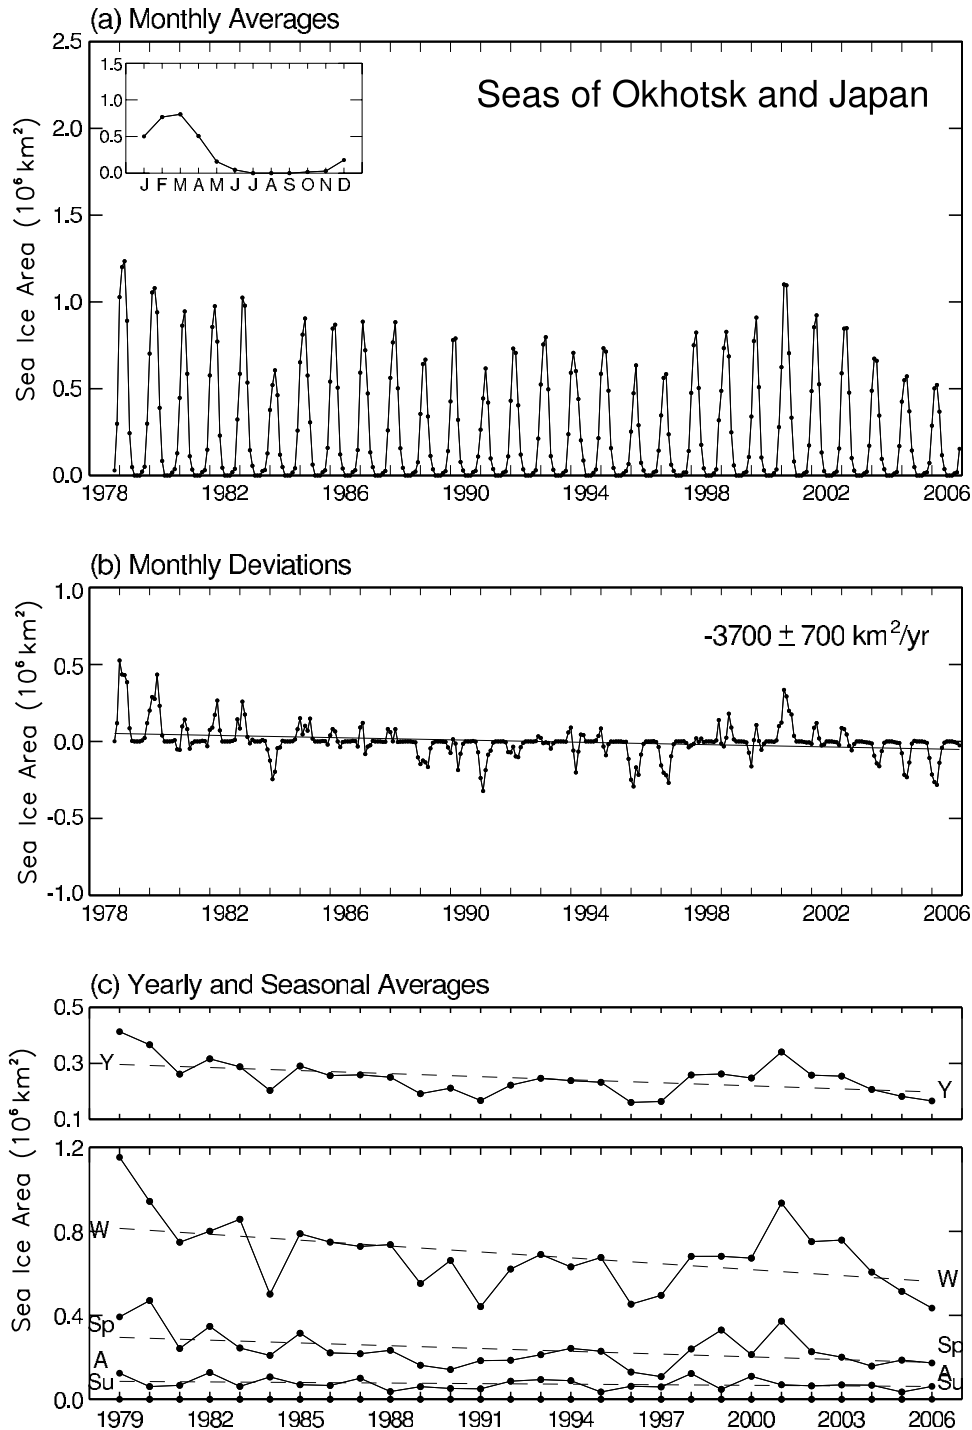 (a) Monthly Averages
Seas of Okhotsk and Japan
Sea Ice Area (10⁶ km²)
2.5
2.0
1.5
1.0
0.5
0.0
1.5
1.0
0.5
0.0
J F M A M J J A S O N D
1978 1982 1986 1990 1994 1998 2002 2006
(b) Monthly Deviations
-3700 ± 700 km²/yr
Sea Ice Area (10⁶ km²)
1.0
0.5
0.0
-0.5
-1.0
1978 1982 1986 1990 1994 1998 2002 2006
(c) Yearly and Seasonal Averages
Sea Ice Area (10⁶ km²)
0.5
0.3
0.1
Y Y
1.2
0.8
0.4
0.0
W W
Sp Sp
A A
Su Su
1979 1982 1985 1988 1991 1994 1997 2000 2003 2006